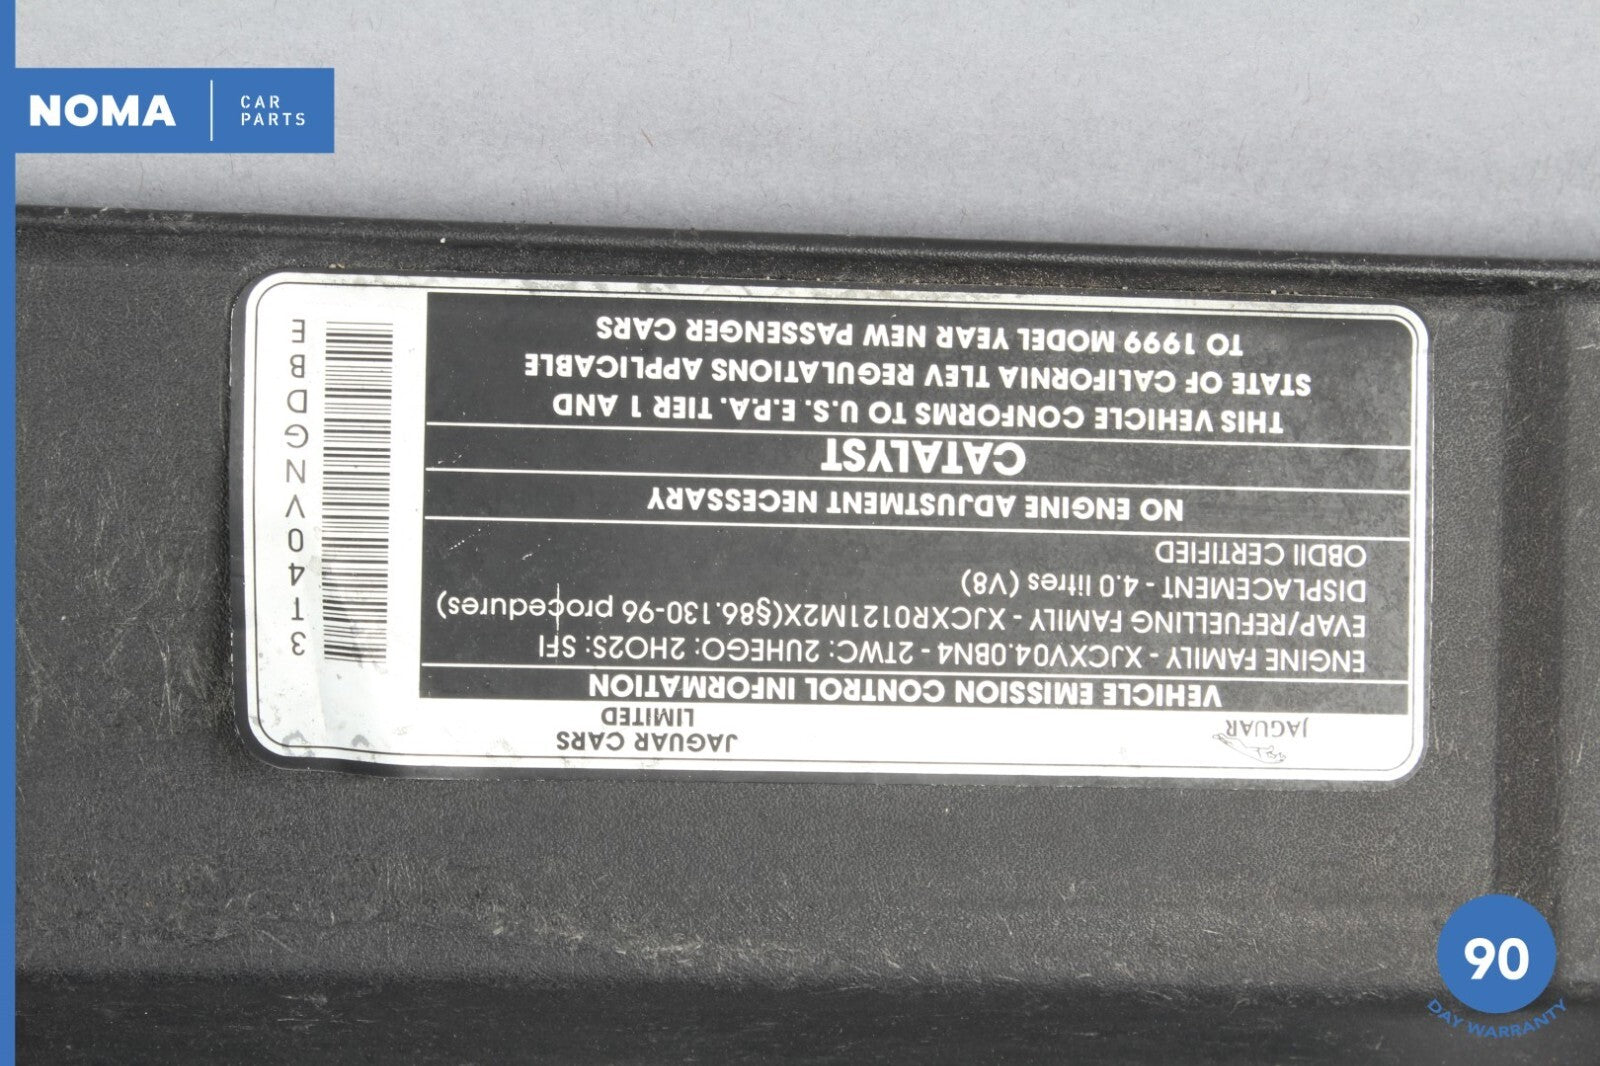 NOMA
CAR
PARTS
JAGUAR
JAGUAR CARS
LIMITED
VEHICLE EMISSION CONTROL INFORMATION
ENGINE FAMILY - XJCXV04.0BN4 - 2TWC: 2UHEGO: 2HO2S: SFI
EVAP/REFUELLING FAMILY - XJCXR0121M2X(§86.130-96 procedures)
DISPLACEMENT - 4.0 litres (V8)
OBDII CERTIFIED
NO ENGINE ADJUSTMENT NECESSARY
CATALYST
THIS VEHICLE CONFORMS TO U.S. E.P.A. TIER 1 AND
STATE OF CALIFORNIA TLEV REGULATIONS APPLICABLE
TO 1999 MODEL YEAR NEW PASSENGER CARS
EBDGNV04T3
90
DAY WARRANTY